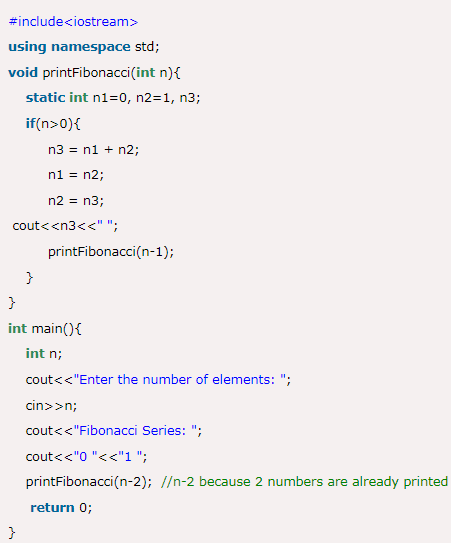 #include<iostream>
using namespace std;
void printFibonacci(int n){
    static int n1=0, n2=1, n3;
    if(n>0){
         n3 = n1 + n2;
         n1 = n2;
         n2 = n3;
 cout<<n3<<" ";
         printFibonacci(n-1);
    }
}
int main(){
    int n;
    cout<<"Enter the number of elements: ";
    cin>>n;
    cout<<"Fibonacci Series: ";
    cout<<"0 "<<"1 ";
    printFibonacci(n-2);  //n-2 because 2 numbers are already printed
     return 0;
}